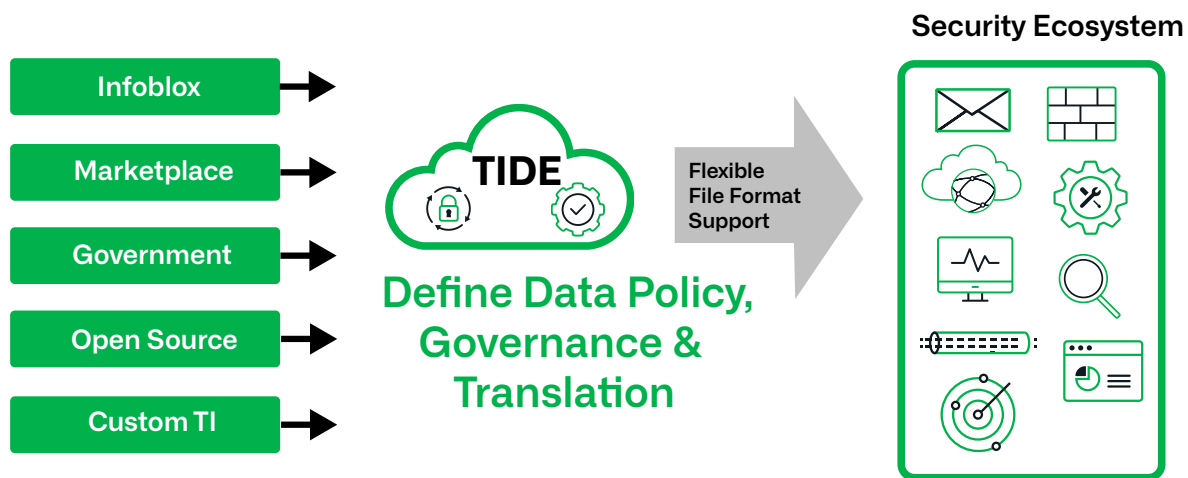 Security Ecosystem
Infoblox
Marketplace
Government
Open Source
Custom TI
TIDE
Define Data Policy,
Governance &
Translation
Flexible
File Format
Support